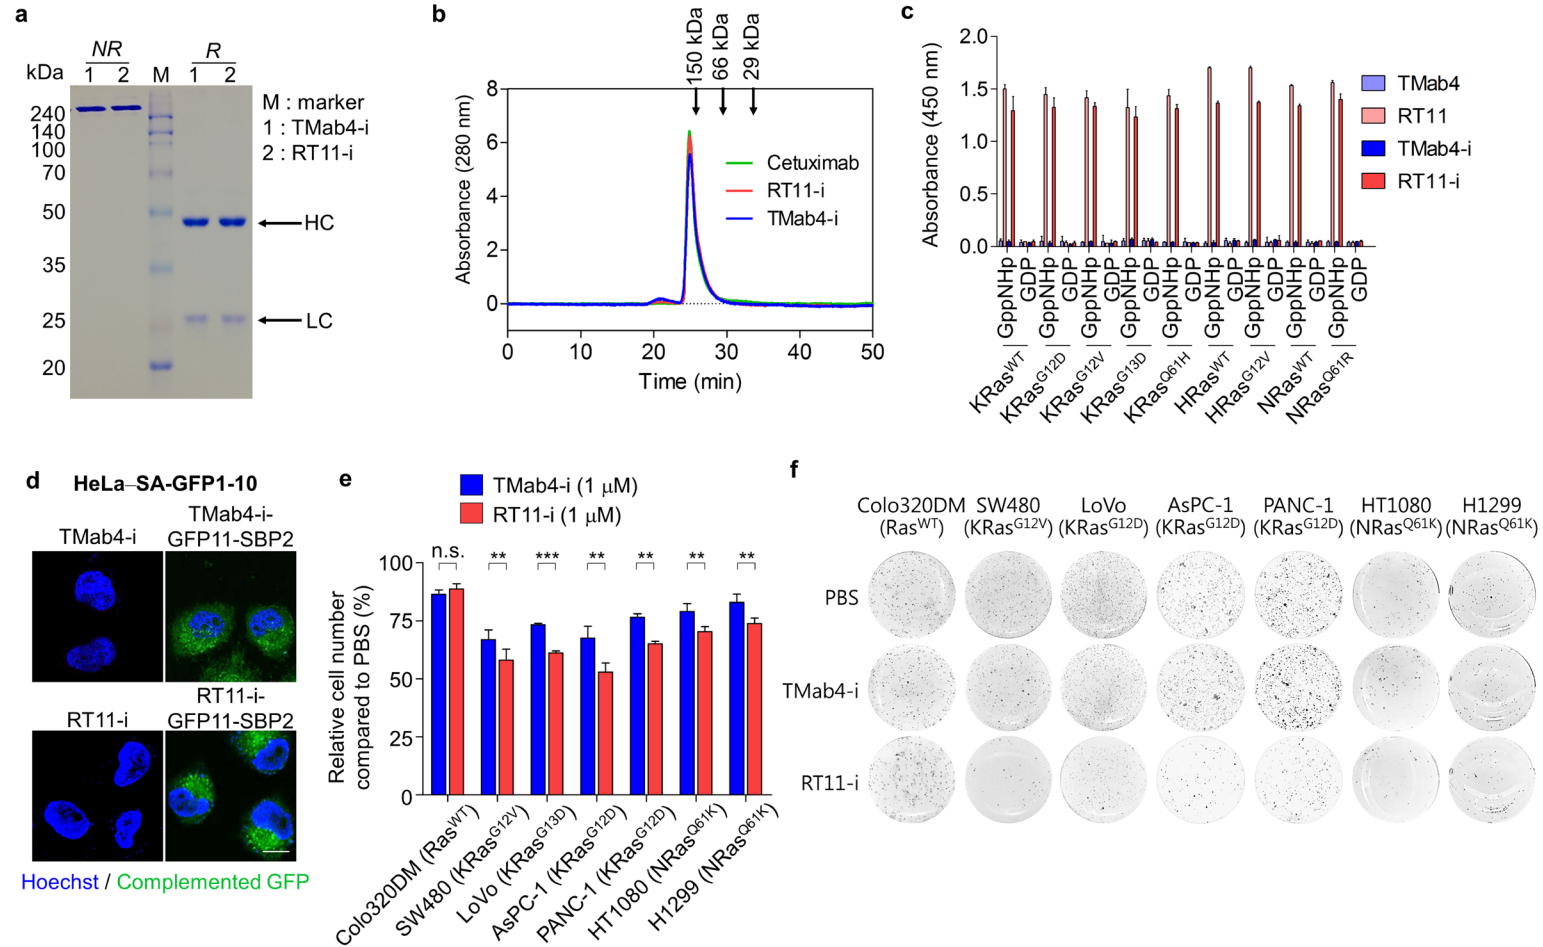 a
NR
R
kDa
1 2 M 1 2
240
140
100
70
50
35
25
20
M : marker
1 : TMab4-i
2 : RT11-i
HC
LC
b
150 kDa
66 kDa
29 kDa
Absorbance (280 nm)
8
6
4
2
0
Cetuximab
RT11-i
TMab4-i
0 10 20 30 40 50
Time (min)
c
Absorbance (450 nm)
2.0
1.5
1.0
0.5
0.0
TMab4
RT11
TMab4-i
RT11-i
GppNHp GDP GppNHp GDP GppNHp GDP GppNHp GDP GppNHp GDP GppNHp GDP GppNHp GDP GppNHp GDP GppNHp GDP
KRasWT KRasG12D KRasG12V KRasG13D KRasQ61H HRasWT HRasG12V NRasWT NRasQ61R
d
HeLa–SA-GFP1-10
TMab4-i
TMab4-i-
GFP11-SBP2
RT11-i
RT11-i-
GFP11-SBP2
Hoechst / Complemented GFP
e
TMab4-i (1 μM)
RT11-i (1 μM)
Relative cell number
compared to PBS (%)
100
75
50
25
0
n.s. ** *** ** ** ** **
Colo320DM (RasWT)
SW480 (KRasG12V)
LoVo (KRasG13D)
AsPC-1 (KRasG12D)
PANC-1 (KRasG12D)
HT1080 (NRasQ61K)
H1299 (NRasQ61K)
f
Colo320DM SW480 LoVo AsPC-1 PANC-1 HT1080 H1299
(RasWT) (KRasG12V) (KRasG12D) (KRasG12D) (KRasG12D) (NRasQ61K) (NRasQ61K)
PBS
TMab4-i
RT11-i